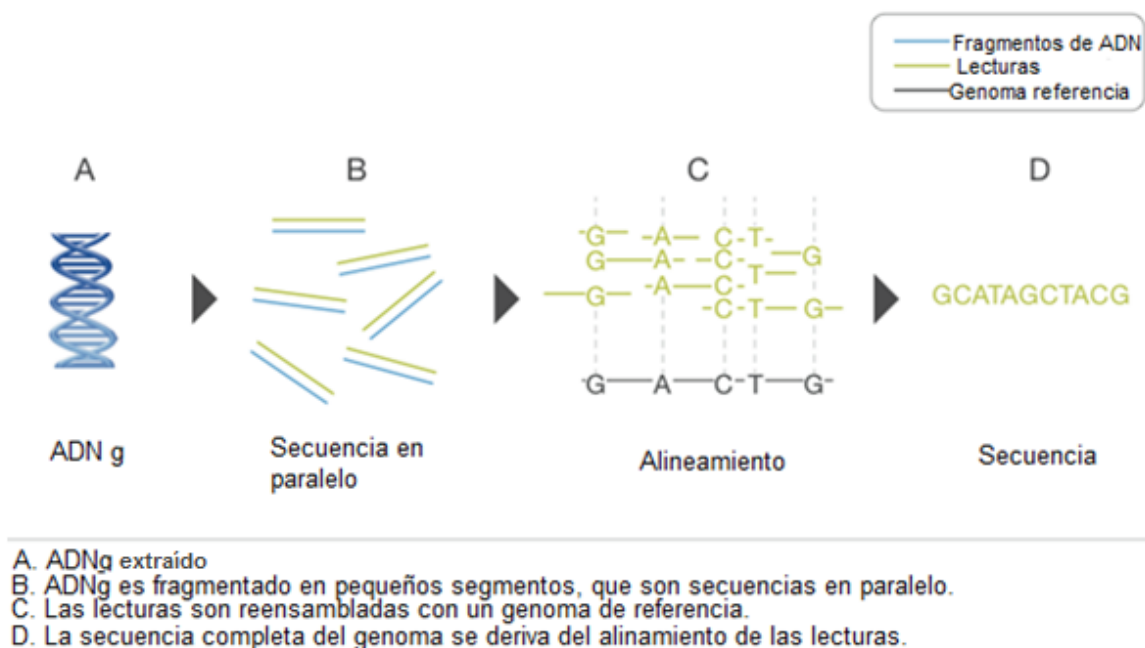 Fragmentos de ADN
Lecturas
Genoma referencia
A
B
C
D
-G- -A- C-T-
G-A- -C- -G
-G- -A-C-T-
-C-T-G-
G-A-C-T-G-
GCATAGCTACG
ADN g
Secuencia en
paralelo
Alineamiento
Secuencia
A. ADNg extraído
B. ADNg es fragmentado en pequeños segmentos, que son secuencias en paralelo.
C. Las lecturas son reensambladas con un genoma de referencia.
D. La secuencia completa del genoma se deriva del alinamiento de las lecturas.